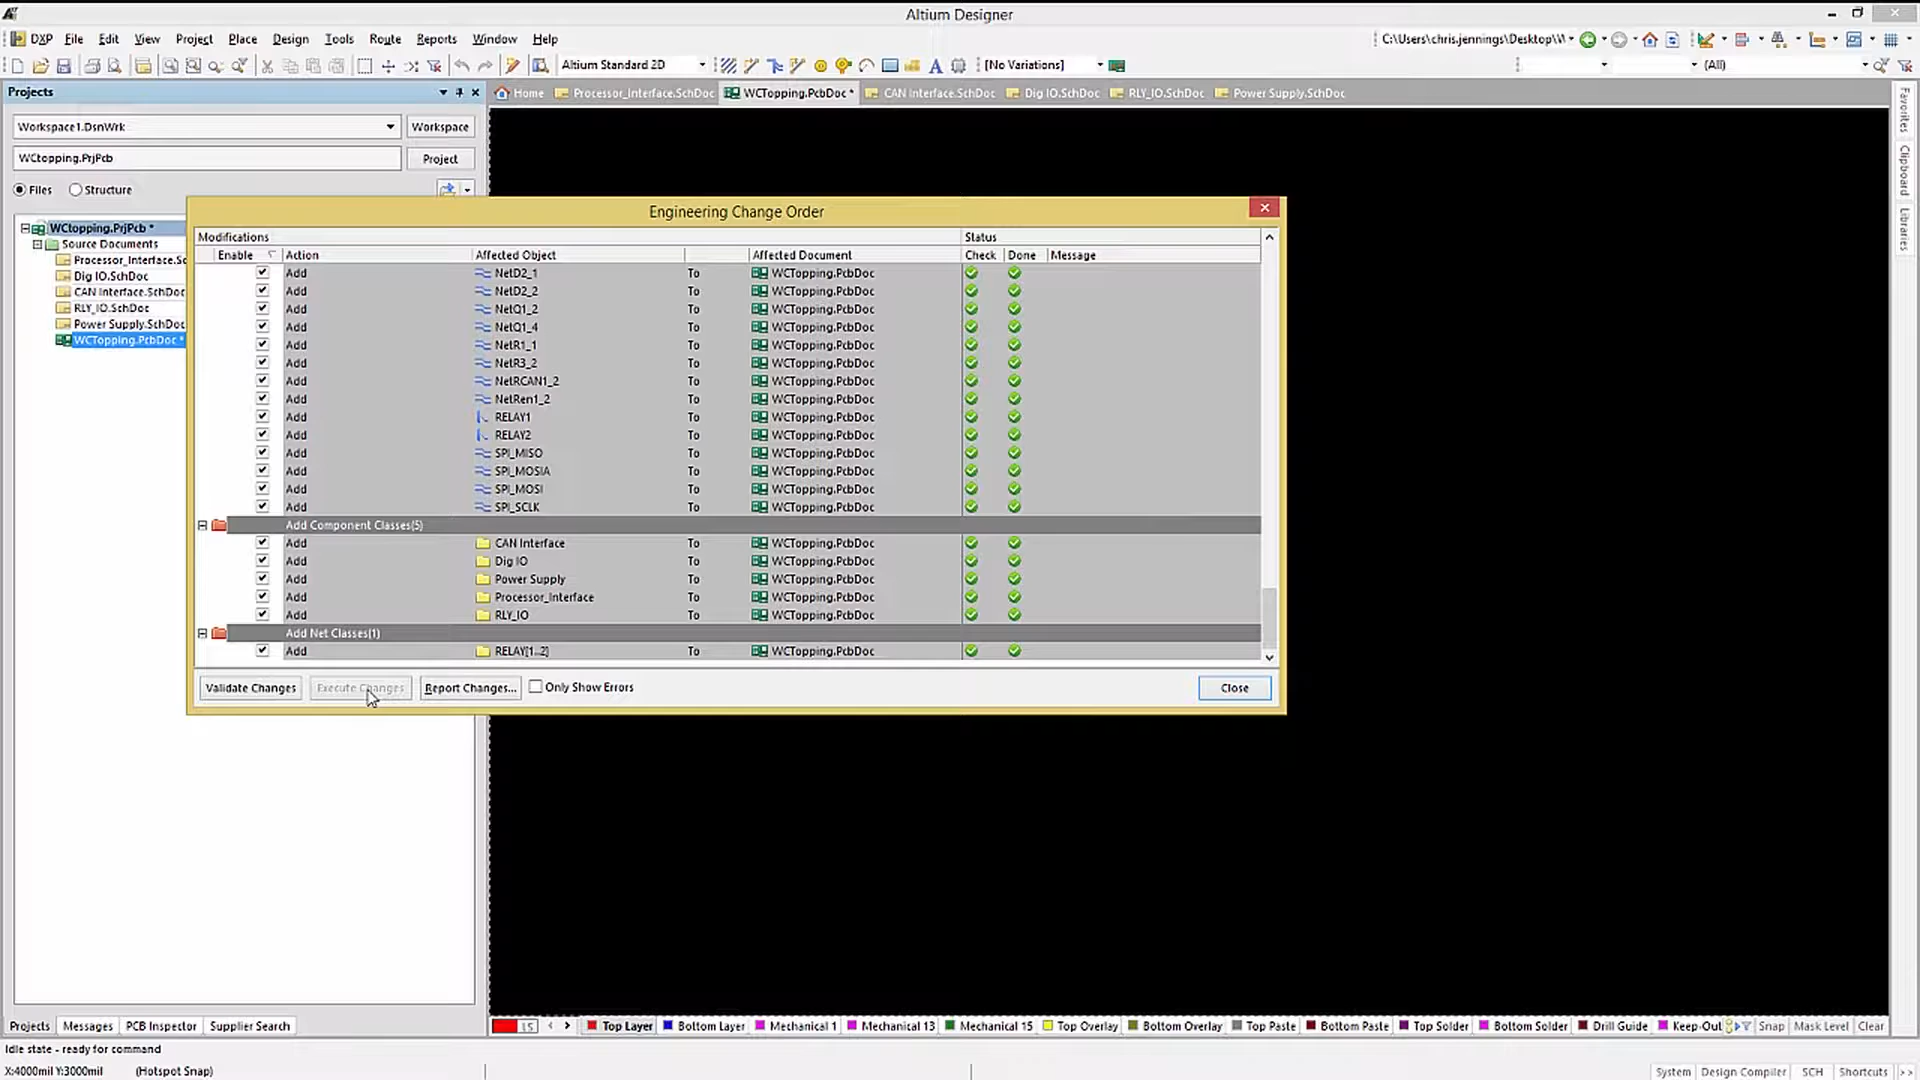 Altium Designer
DXP File Edit View Project Place Design Tools Route Reports Window Help
C:\Users\chris.jennings\Desktop\W
Altium Standard 2D
[No Variations]
(All)
Projects
Home Processor_Interface.SchDoc WCTopping.PcbDoc * CAN Interface.SchDoc Dig IO.SchDoc RLY_IO.SchDoc Power Supply.SchDoc
Favorites
Clipboard
Libraries
Workspace1.DsnWrk Workspace
WCtopping.PrjPcb Project
Files Structure
WCtopping.PrjPcb *
Source Documents
Processor_Interface.Sc
Dig IO.SchDoc
CAN Interface.SchDoc
RLY_IO.SchDoc
Power Supply.SchDoc
WCTopping.PcbDoc *
Engineering Change Order
Modifications Status
Enable Action Affected Object Affected Document Check Done Message
Add NetD2_1 To WCTopping.PcbDoc
Add NetD2_2 To WCTopping.PcbDoc
Add NetQ1_2 To WCTopping.PcbDoc
Add NetQ1_4 To WCTopping.PcbDoc
Add NetR1_1 To WCTopping.PcbDoc
Add NetR3_2 To WCTopping.PcbDoc
Add NetRCAN1_2 To WCTopping.PcbDoc
Add NetRen1_2 To WCTopping.PcbDoc
Add RELAY1 To WCTopping.PcbDoc
Add RELAY2 To WCTopping.PcbDoc
Add SPI_MISO To WCTopping.PcbDoc
Add SPI_MOSIA To WCTopping.PcbDoc
Add SPI_MOSI To WCTopping.PcbDoc
Add SPI_SCLK To WCTopping.PcbDoc
Add Component Classes(5)
Add CAN Interface To WCTopping.PcbDoc
Add Dig IO To WCTopping.PcbDoc
Add Power Supply To WCTopping.PcbDoc
Add Processor_Interface To WCTopping.PcbDoc
Add RLY_IO To WCTopping.PcbDoc
Add Net Classes(1)
Add RELAY[1..2] To WCTopping.PcbDoc
Validate Changes Execute Changes Report Changes... Only Show Errors Close
Projects Messages PCB Inspector Supplier Search
LS Top Layer Bottom Layer Mechanical 1 Mechanical 13 Mechanical 15 Top Overlay Bottom Overlay Top Paste Bottom Paste Top Solder Bottom Solder Drill Guide Keep-Out Snap Mask Level Clear
Idle state - ready for command
X:4000mil Y:3000mil (Hotspot Snap)
System Design Compiler SCH Shortcuts >>